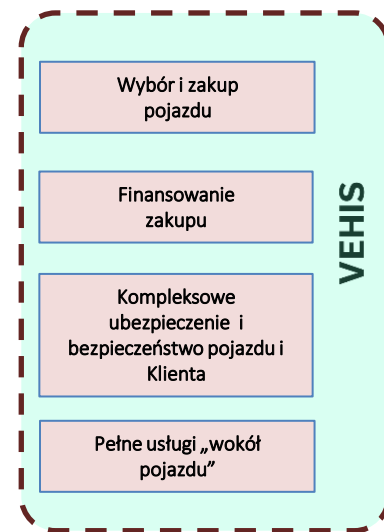 Wybór i zakup
pojazdu
Finansowanie
zakupu
Kompleksowe
ubezpieczenie i
bezpieczeństwo pojazdu i
Klienta
Pełne usługi „wokół
pojazdu”
VEHIS